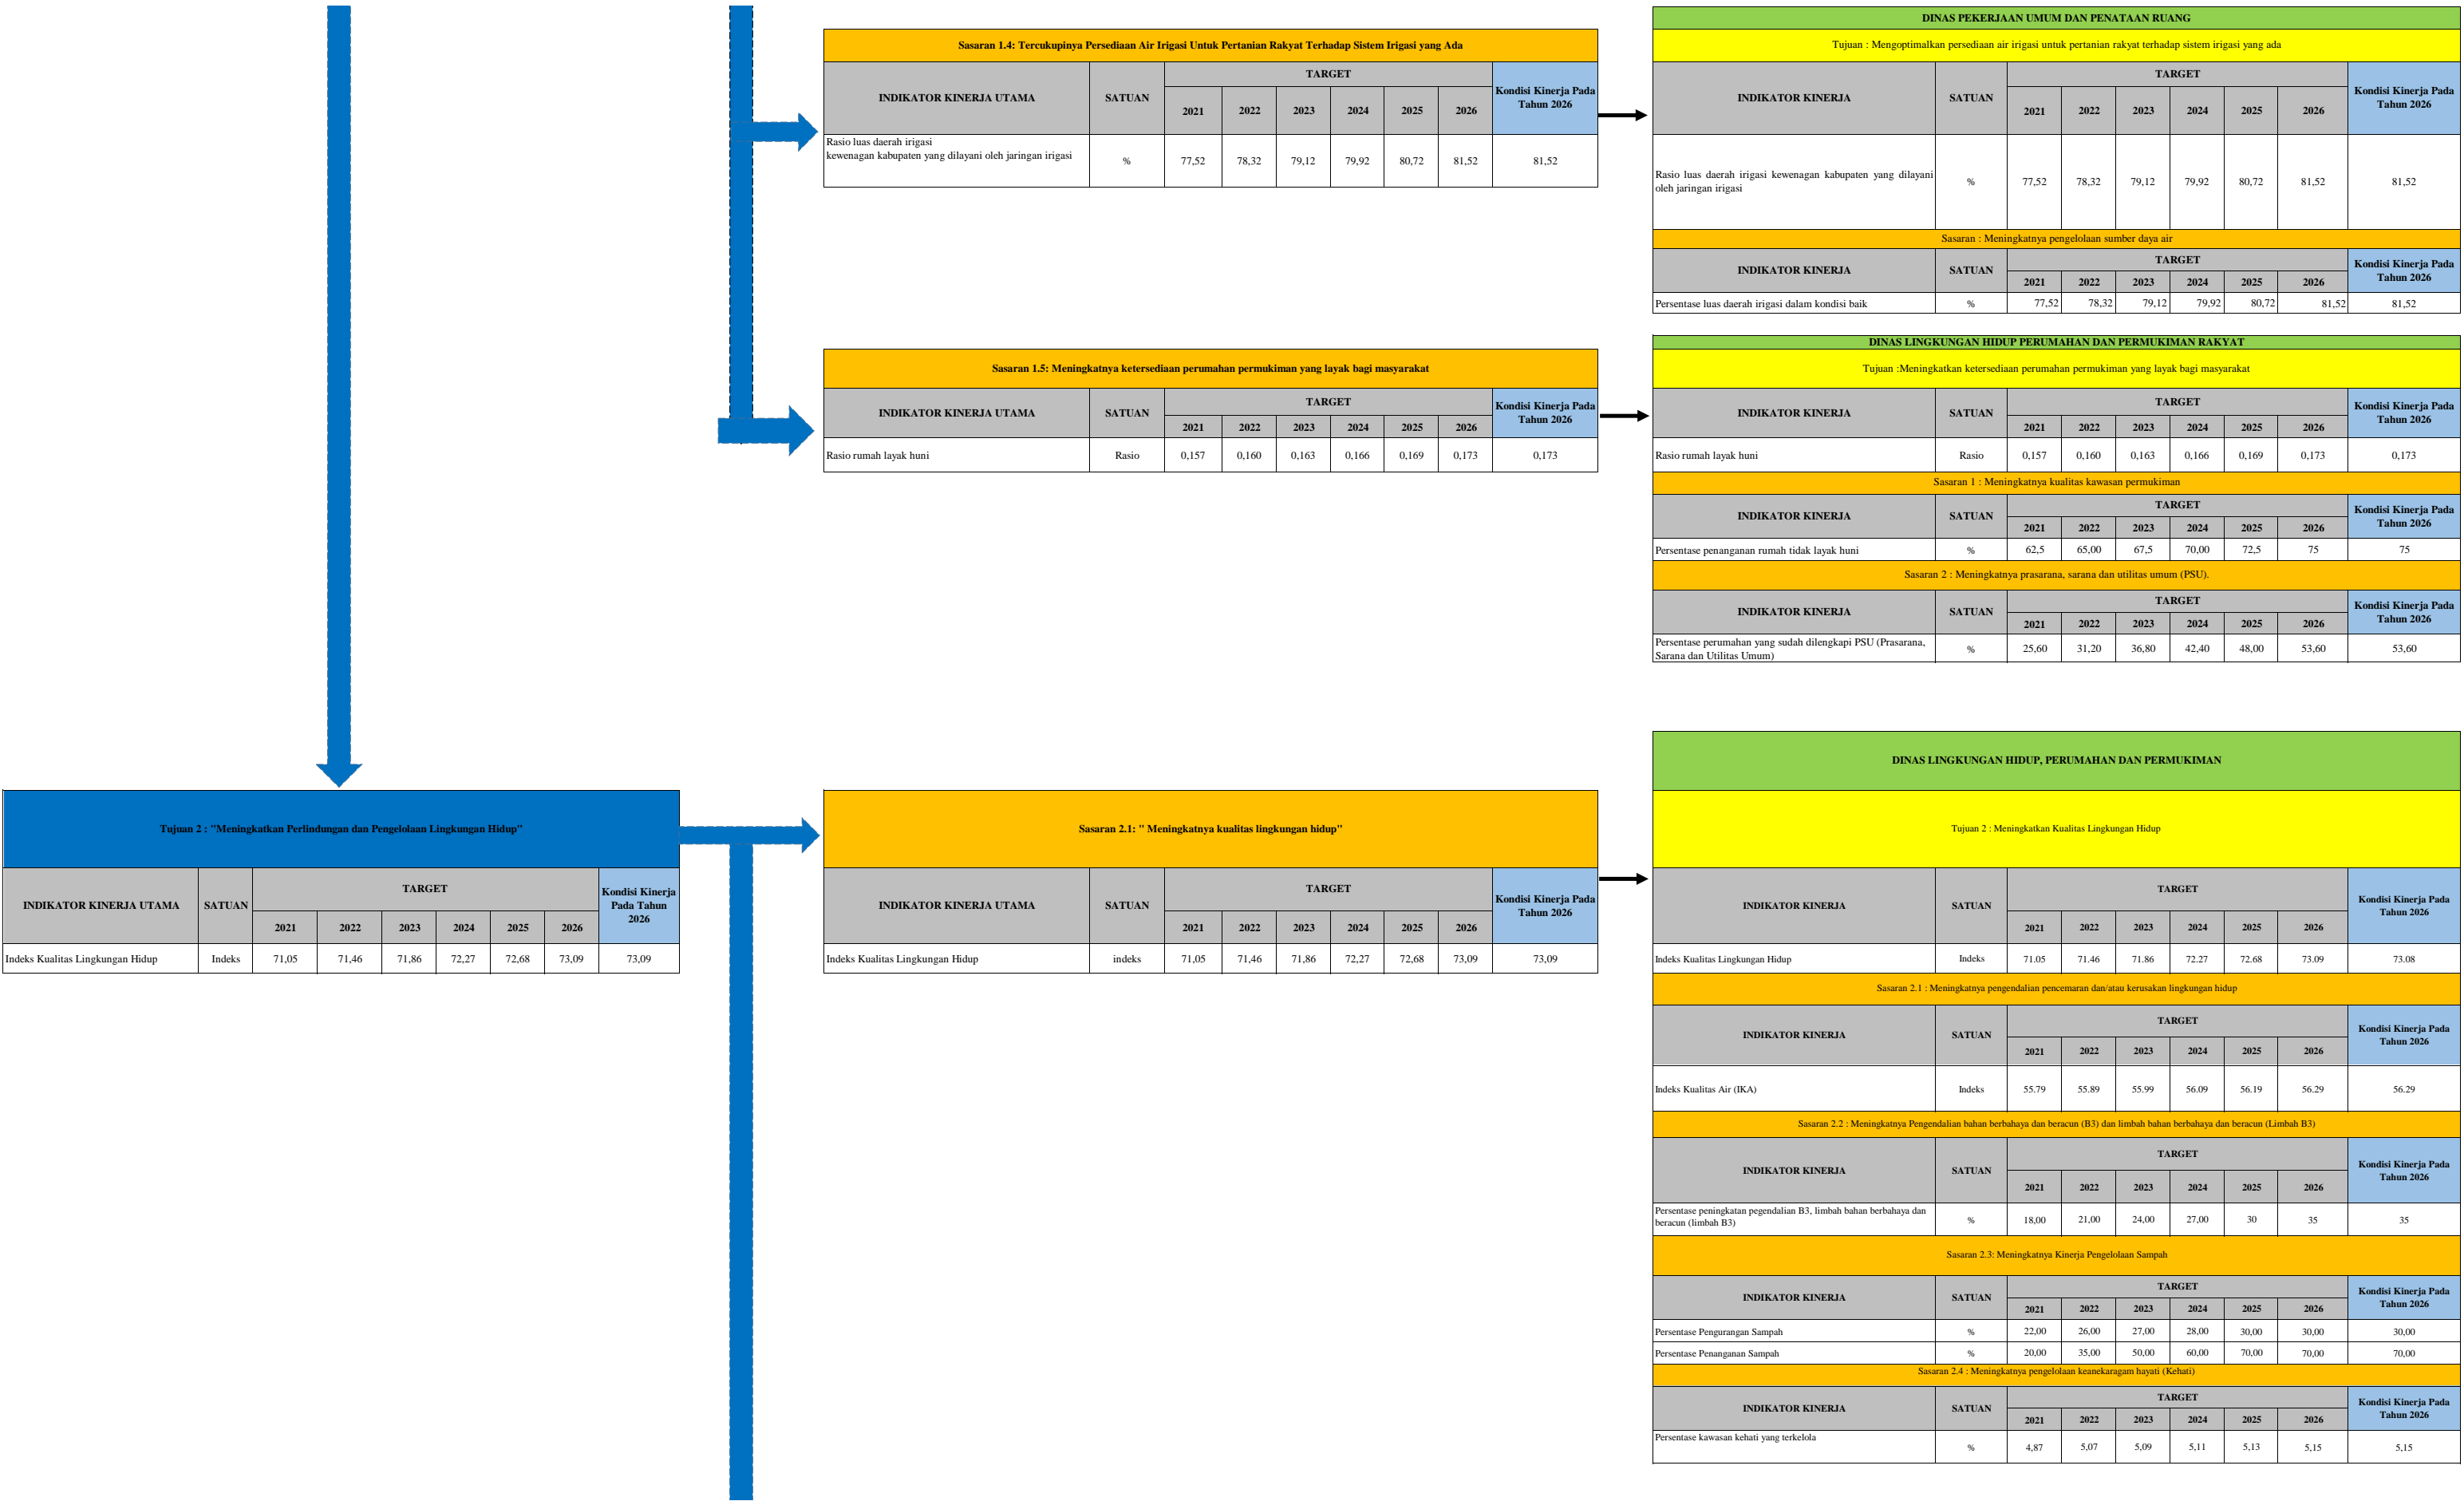 Sasaran 1.4: Tercukupinya Persediaan Air Irigasi Untuk Pertanian Rakyat Terhadap Sistem Irigasi yang Ada
INDIKATOR KINERJA UTAMA SATUAN TARGET Kondisi Kinerja Pada
Tahun 2026
2021 2022 2023 2024 2025 2026
Rasio luas daerah irigasi
kewenagan kabupaten yang dilayani oleh jaringan irigasi % 77,52 78,32 79,12 79,92 80,72 81,52 81,52
DINAS PEKERJAAN UMUM DAN PENATAAN RUANG
Tujuan : Mengoptimalkan persediaan air irigasi untuk pertanian rakyat terhadap sistem irigasi yang ada
INDIKATOR KINERJA SATUAN TARGET Kondisi Kinerja Pada
Tahun 2026
2021 2022 2023 2024 2025 2026
Rasio luas daerah irigasi kewenagan kabupaten yang dilayani
oleh jaringan irigasi % 77,52 78,32 79,12 79,92 80,72 81,52 81,52
Sasaran : Meningkatnya pengelolaan sumber daya air
INDIKATOR KINERJA SATUAN TARGET Kondisi Kinerja Pada
Tahun 2026
2021 2022 2023 2024 2025 2026
Persentase luas daerah irigasi dalam kondisi baik % 77,52 78,32 79,12 79,92 80,72 81,52 81,52
Sasaran 1.5: Meningkatnya ketersediaan perumahan permukiman yang layak bagi masyarakat
INDIKATOR KINERJA UTAMA SATUAN TARGET Kondisi Kinerja Pada
Tahun 2026
2021 2022 2023 2024 2025 2026
Rasio rumah layak huni Rasio 0,157 0,160 0,163 0,166 0,169 0,173 0,173
DINAS LINGKUNGAN HIDUP PERUMAHAN DAN PERMUKIMAN RAKYAT
Tujuan :Meningkatkan ketersediaan perumahan permukiman yang layak bagi masyarakat
INDIKATOR KINERJA SATUAN TARGET Kondisi Kinerja Pada
Tahun 2026
2021 2022 2023 2024 2025 2026
Rasio rumah layak huni Rasio 0,157 0,160 0,163 0,166 0,169 0,173 0,173
Sasaran 1 : Meningkatnya kualitas kawasan permukiman
INDIKATOR KINERJA SATUAN TARGET Kondisi Kinerja Pada
Tahun 2026
2021 2022 2023 2024 2025 2026
Persentase penanganan rumah tidak layak huni % 62,5 65,00 67,5 70,00 72,5 75 75
Sasaran 2 : Meningkatnya prasarana, sarana dan utilitas umum (PSU).
INDIKATOR KINERJA SATUAN TARGET Kondisi Kinerja Pada
Tahun 2026
2021 2022 2023 2024 2025 2026
Persentase perumahan yang sudah dilengkapi PSU (Prasarana,
Sarana dan Utilitas Umum) % 25,60 31,20 36,80 42,40 48,00 53,60 53,60
Tujuan 2 : "Meningkatkan Perlindungan dan Pengelolaan Lingkungan Hidup"
INDIKATOR KINERJA UTAMA SATUAN TARGET Kondisi Kinerja
Pada Tahun
2026
2021 2022 2023 2024 2025 2026
Indeks Kualitas Lingkungan Hidup Indeks 71,05 71,46 71,86 72,27 72,68 73,09 73,09
Sasaran 2.1: " Meningkatnya kualitas lingkungan hidup"
INDIKATOR KINERJA UTAMA SATUAN TARGET Kondisi Kinerja Pada
Tahun 2026
2021 2022 2023 2024 2025 2026
Indeks Kualitas Lingkungan Hidup indeks 71,05 71,46 71,86 72,27 72,68 73,09 73,09
DINAS LINGKUNGAN HIDUP, PERUMAHAN DAN PERMUKIMAN
Tujuan 2 : Meningkatkan Kualitas Lingkungan Hidup
INDIKATOR KINERJA SATUAN TARGET Kondisi Kinerja Pada
Tahun 2026
2021 2022 2023 2024 2025 2026
Indeks Kualitas Lingkungan Hidup Indeks 71.05 71.46 71.86 72.27 72.68 73.09 73.08
Sasaran 2.1 : Meningkatnya pengendalian pencemaran dan/atau kerusakan lingkungan hidup
INDIKATOR KINERJA SATUAN TARGET Kondisi Kinerja Pada
Tahun 2026
2021 2022 2023 2024 2025 2026
Indeks Kualitas Air (IKA) Indeks 55.79 55.89 55.99 56.09 56.19 56.29 56.29
Sasaran 2.2 : Meningkatnya Pengendalian bahan berbahaya dan beracun (B3) dan limbah bahan berbahaya dan beracun (Limbah B3)
INDIKATOR KINERJA SATUAN TARGET Kondisi Kinerja Pada
Tahun 2026
2021 2022 2023 2024 2025 2026
Persentase peningkatan pegendalian B3, limbah bahan berbahaya dan
beracun (limbah B3) % 18,00 21,00 24,00 27,00 30 35 35
Sasaran 2.3: Meningkatnya Kinerja Pengelolaan Sampah
INDIKATOR KINERJA SATUAN TARGET Kondisi Kinerja Pada
Tahun 2026
2021 2022 2023 2024 2025 2026
Persentase Pengurangan Sampah % 22,00 26,00 27,00 28,00 30,00 30,00 30,00
Persentase Penanganan Sampah % 20,00 35,00 50,00 60,00 70,00 70,00 70,00
Sasaran 2.4 : Meningkatnya pengelolaan keanekaragam hayati (Kehati)
INDIKATOR KINERJA SATUAN TARGET Kondisi Kinerja Pada
Tahun 2026
2021 2022 2023 2024 2025 2026
Persentase kawasan kehati yang terkelola % 4,87 5,07 5,09 5,11 5,13 5,15 5,15